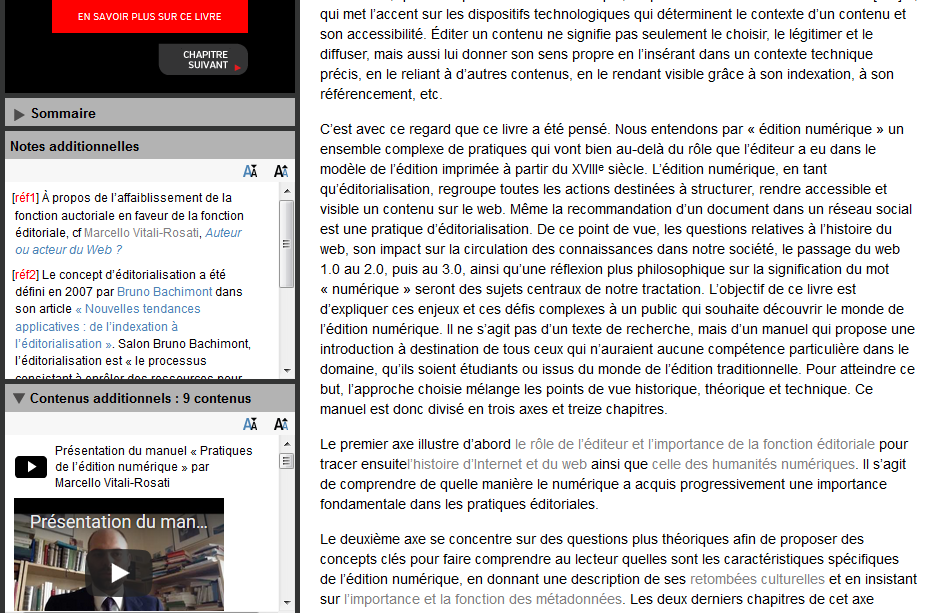 EN SAVOIR PLUS SUR CE LIVRE
CHAPITRE
SUIVANT
Sommaire
Notes additionnelles
[réf1] À propos de l'affaiblissement de la
fonction auctoriale en faveur de la fonction
éditoriale, cf Marcello Vitali-Rosati, Auteur
ou acteur du Web ?
[réf2] Le concept d'éditorialisation a été
défini en 2007 par Bruno Bachimont dans
son article « Nouvelles tendances
applicatives : de l'indexation à
l'éditorialisation ». Salon Bruno Bachimont,
l'éditorialisation est « le processus
consistant à enrôler des ressources pour
Contenus additionnels : 9 contenus
Présentation du manuel « Pratiques
de l'édition numérique » par
Marcello Vitali-Rosati
Présentation du man...
qui met l'accent sur les dispositifs technologiques qui déterminent le contexte d'un contenu et
son accessibilité. Éditer un contenu ne signifie pas seulement le choisir, le légitimer et le
diffuser, mais aussi lui donner son sens propre en l'insérant dans un contexte technique
précis, en le reliant à d'autres contenus, en le rendant visible grâce à son indexation, à son
référencement, etc.
C'est avec ce regard que ce livre a été pensé. Nous entendons par « édition numérique » un
ensemble complexe de pratiques qui vont bien au-delà du rôle que l'éditeur a eu dans le
modèle de l'édition imprimée à partir du XVIIIe siècle. L'édition numérique, en tant
qu'éditorialisation, regroupe toutes les actions destinées à structurer, rendre accessible et
visible un contenu sur le web. Même la recommandation d'un document dans un réseau social
est une pratique d'éditorialisation. De ce point de vue, les questions relatives à l'histoire du
web, son impact sur la circulation des connaissances dans notre société, le passage du web
1.0 au 2.0, puis au 3.0, ainsi qu'une réflexion plus philosophique sur la signification du mot
« numérique » seront des sujets centraux de notre tractation. L'objectif de ce livre est
d'expliquer ces enjeux et ces défis complexes à un public qui souhaite découvrir le monde de
l'édition numérique. Il ne s'agit pas d'un texte de recherche, mais d'un manuel qui propose une
introduction à destination de tous ceux qui n'auraient aucune compétence particulière dans le
domaine, qu'ils soient étudiants ou issus du monde de l'édition traditionnelle. Pour atteindre ce
but, l'approche choisie mélange les points de vue historique, théorique et technique. Ce
manuel est donc divisé en trois axes et treize chapitres.
Le premier axe illustre d'abord le rôle de l'éditeur et l'importance de la fonction éditoriale pour
tracer ensuitel'histoire d'Internet et du web ainsi que celle des humanités numériques. Il s'agit
de comprendre de quelle manière le numérique a acquis progressivement une importance
fondamentale dans les pratiques éditoriales.
Le deuxième axe se concentre sur des questions plus théoriques afin de proposer des
concepts clés pour faire comprendre au lecteur quelles sont les caractéristiques spécifiques
de l'édition numérique, en donnant une description de ses retombées culturelles et en insistant
sur l'importance et la fonction des métadonnées. Les deux derniers chapitres de cet axe